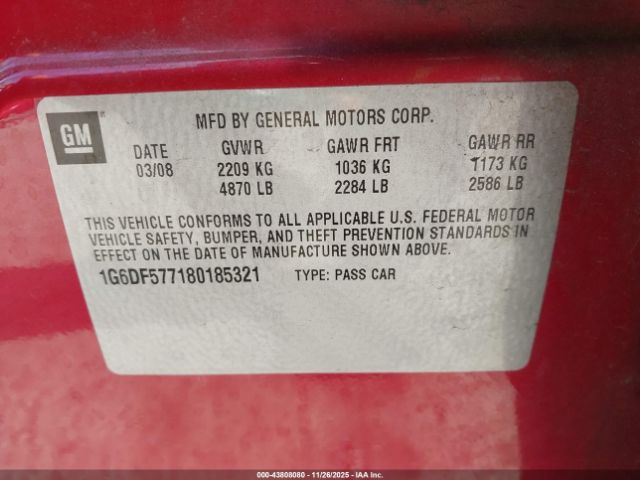 GM
MFD BY GENERAL MOTORS CORP.
DATE GVWR GAWR FRT GAWR RR
03/08 2209 KG 1036 KG 1173 KG
4870 LB 2284 LB 2586 LB
THIS VEHICLE CONFORMS TO ALL APPLICABLE U.S. FEDERAL MOTOR
VEHICLE SAFETY, BUMPER, AND THEFT PREVENTION STANDARDS IN
EFFECT ON THE DATE OF MANUFACTURE SHOWN ABOVE.
1G6DF577180185321 TYPE: PASS CAR
000-43808080 - 11/26/2025 - IAA Inc.